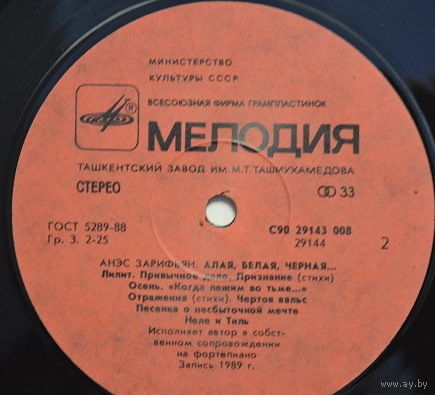 МИНИСТЕРСТВО
КУЛЬТУРЫ СССР
ВСЕСОЮЗНАЯ ФИРМА ГРАМПЛАСТИНОК
МЕЛОДИЯ
ТАШКЕНТСКИЙ ЗАВОД ИМ.М.Т.ТАШМУХАМЕДОВА
СТЕРЕО 33
ГОСТ 5289-88 С90 29143 008
Гр. 3. 2-25 29144 2
АНЭС ЗАРИФЬЯН. АЛАЯ, БЕЛАЯ, ЧЕРНАЯ...
Лилит. Привычное дело. Признание (стихи)
Осень. «Когда лежим во тьме...»
Отражения (стихи). Чертов вальс
Песенка о несбыточной мечте
Неле и Тиль
Исполняет автор в собст-
венном сопровождении
на фортепиано
Запись 1989 г.
www.ay.by